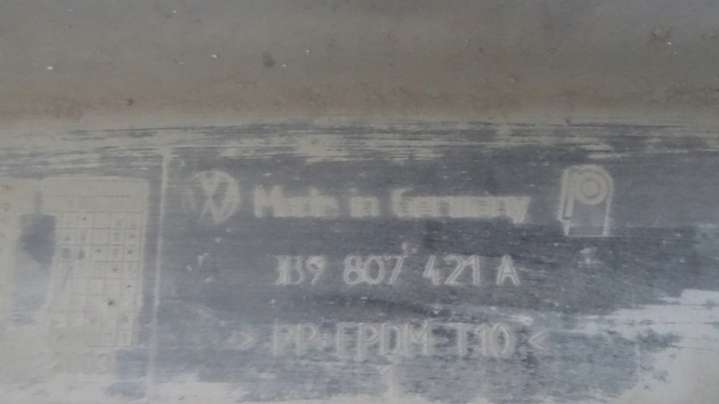 Made in Germany
3B9 807 421 A
> PP-EPDM-T10 <